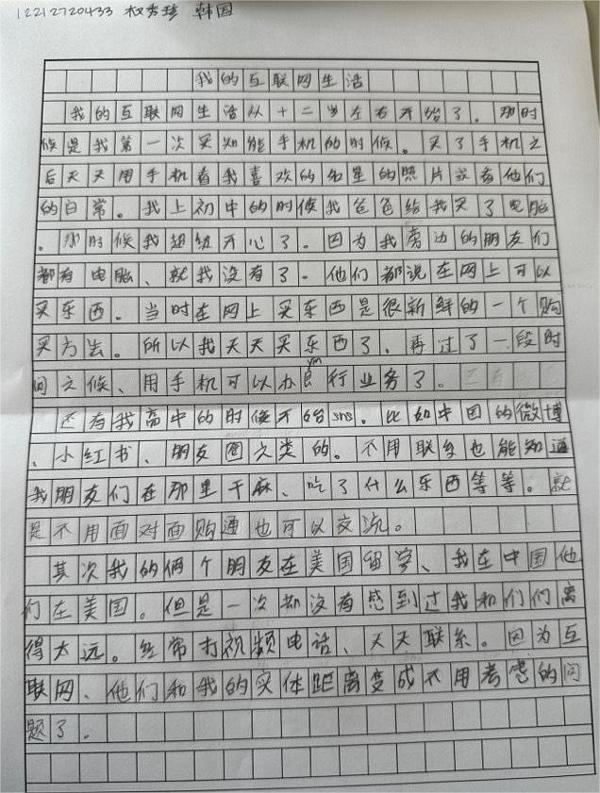 12212720433 权秀珍 韩国
我的互联网生活
我的互联网生活从十二岁左右开始了。那时
候是我第一次买知能手机的时候。买了手机之
后天天用手机看我喜欢的名星的照片或者他们
的日常。我上初中的时候我爸爸给我买了电脑
。那时候我超级开心了。因为我旁边的朋友们
都有电脑、就我没有了。他们都说在网上可以
买东西。当时在网上买东西是很新鲜的一个购
买方法。所以我天天买东西了、再过了一段时
间之候、用手机可以办银行业务了。
还有我高中的时候开始sns。比如中国的微博
、小红书、朋友圈之类的。不用联系也能知道
我朋友们在那里干麻、吃了什么东西等等。就
是不用面对面购通也可以交流。
其次我的俩个朋友在美国留学、我在中国他
们在美国。但是一次却没有感到过我和们们离
得太远。经常打视频电话、天天联系。因为互
联网、他们和我的实体距离变成不用考虑的问
题了。